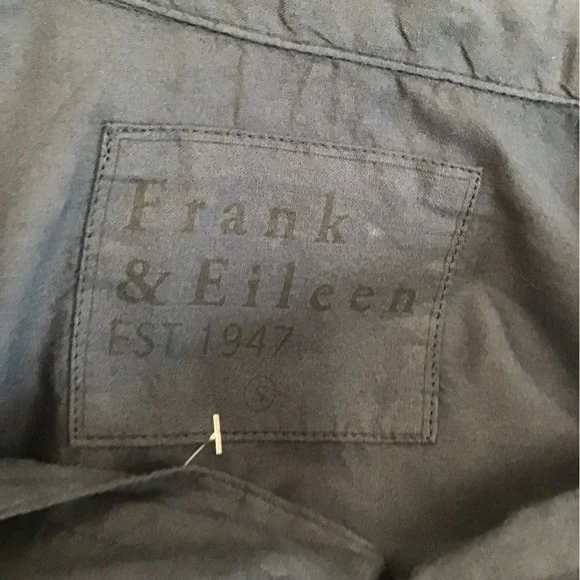 Frank
& Eileen
EST 1947
S